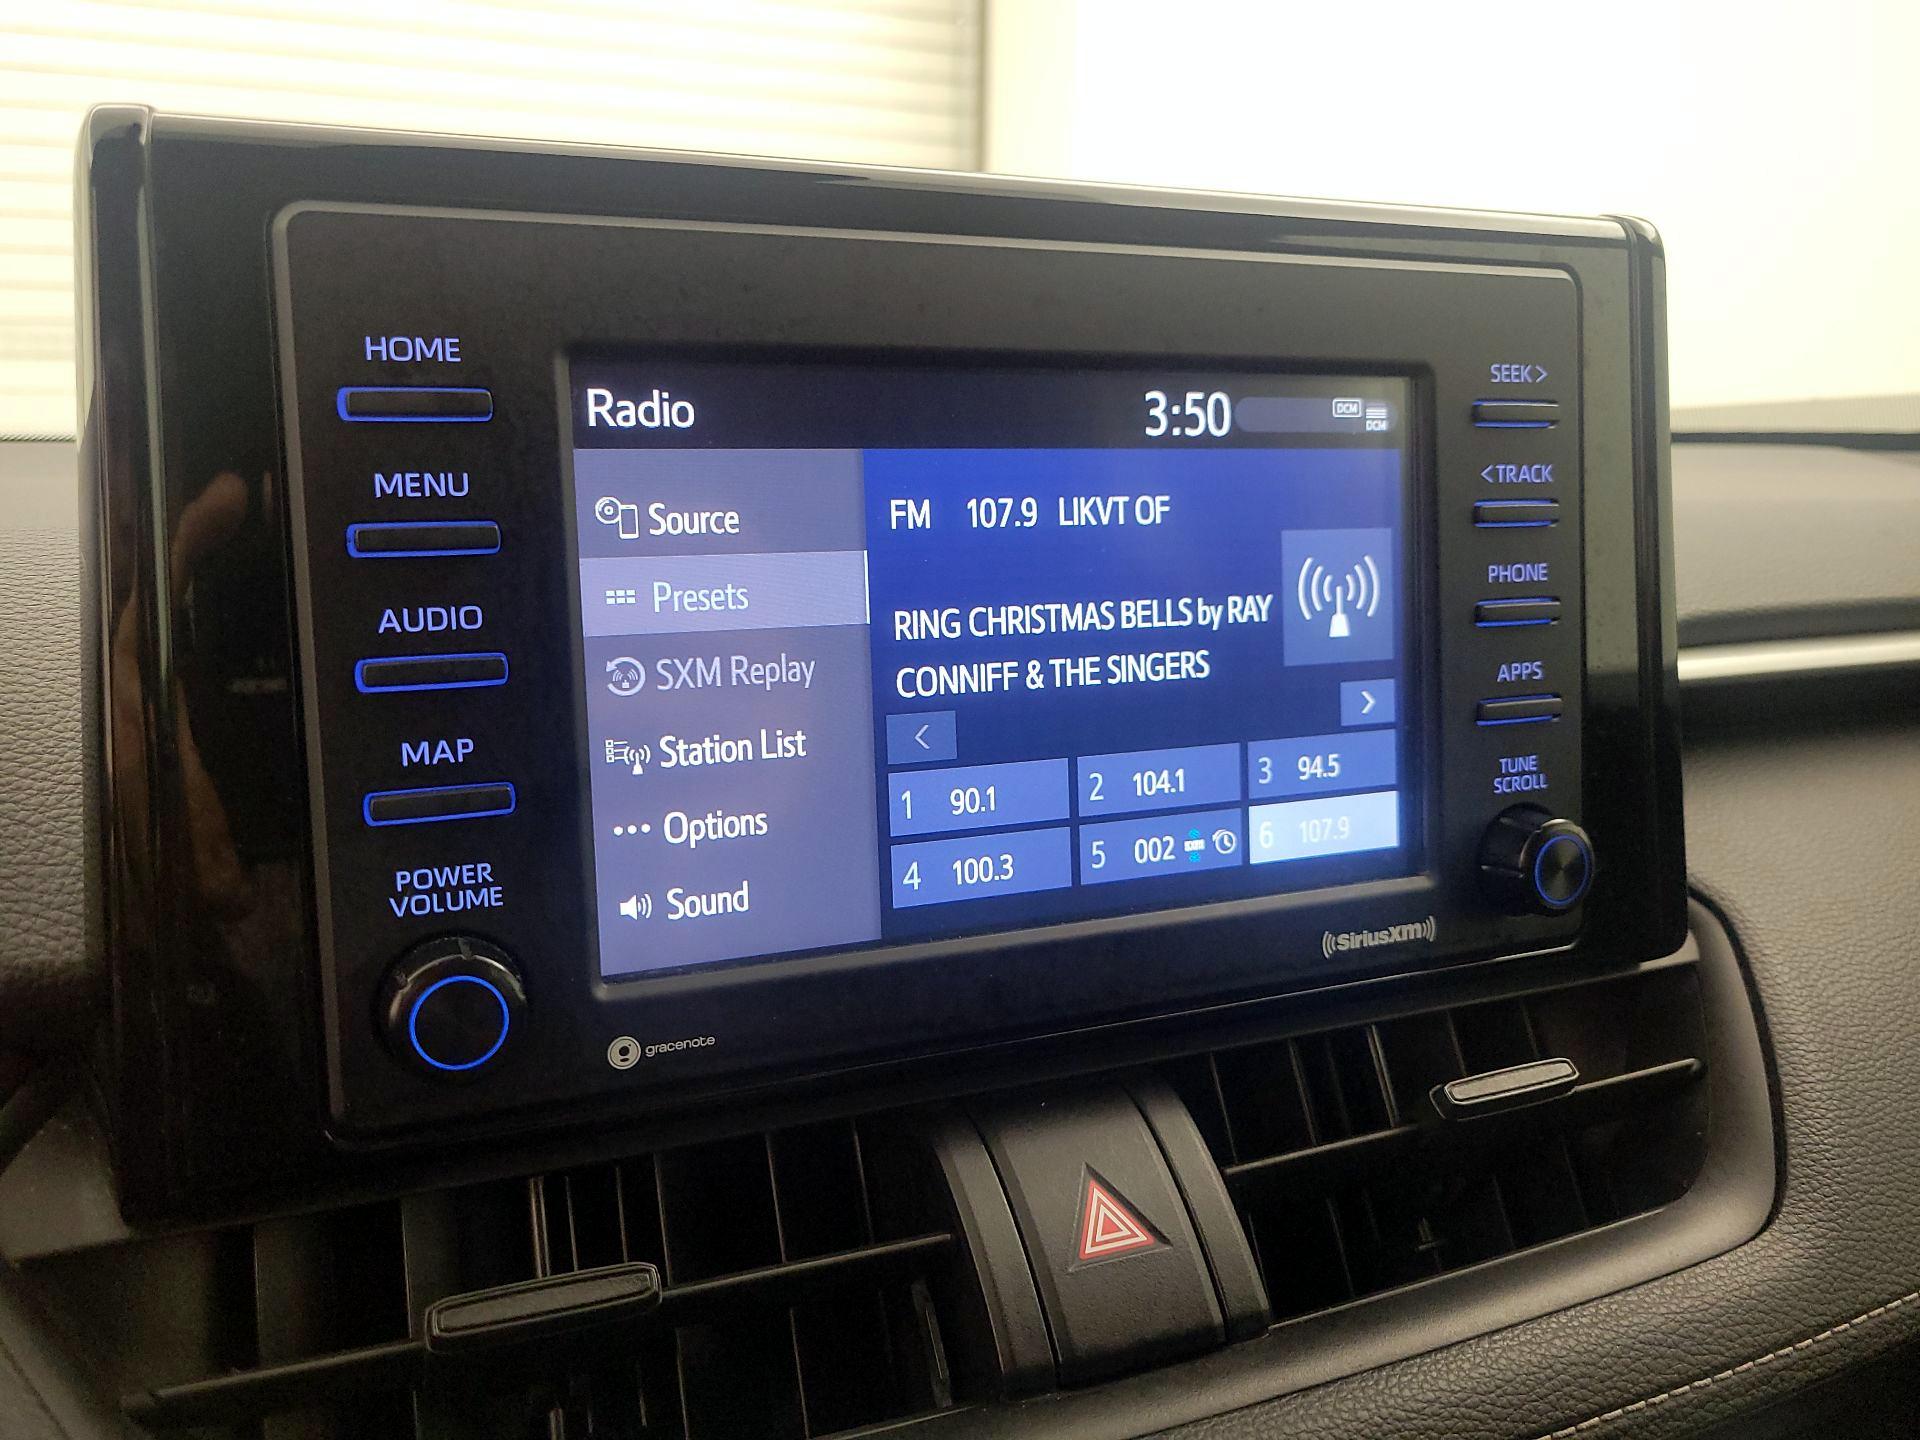 HOME
MENU
AUDIO
MAP
POWER
VOLUME
Radio
3:50
DCM
DCM
Source
Presets
SXM Replay
Station List
Options
Sound
FM 107.9 LIKVT OF
RING CHRISTMAS BELLS by RAY
CONNIFF & THE SINGERS
<
>
1 90.1
2 104.1
3 94.5
4 100.3
5 002 SXM
6 107.9
SEEK >
< TRACK
PHONE
APPS
TUNE
SCROLL
gracenote
((SiriusXM))